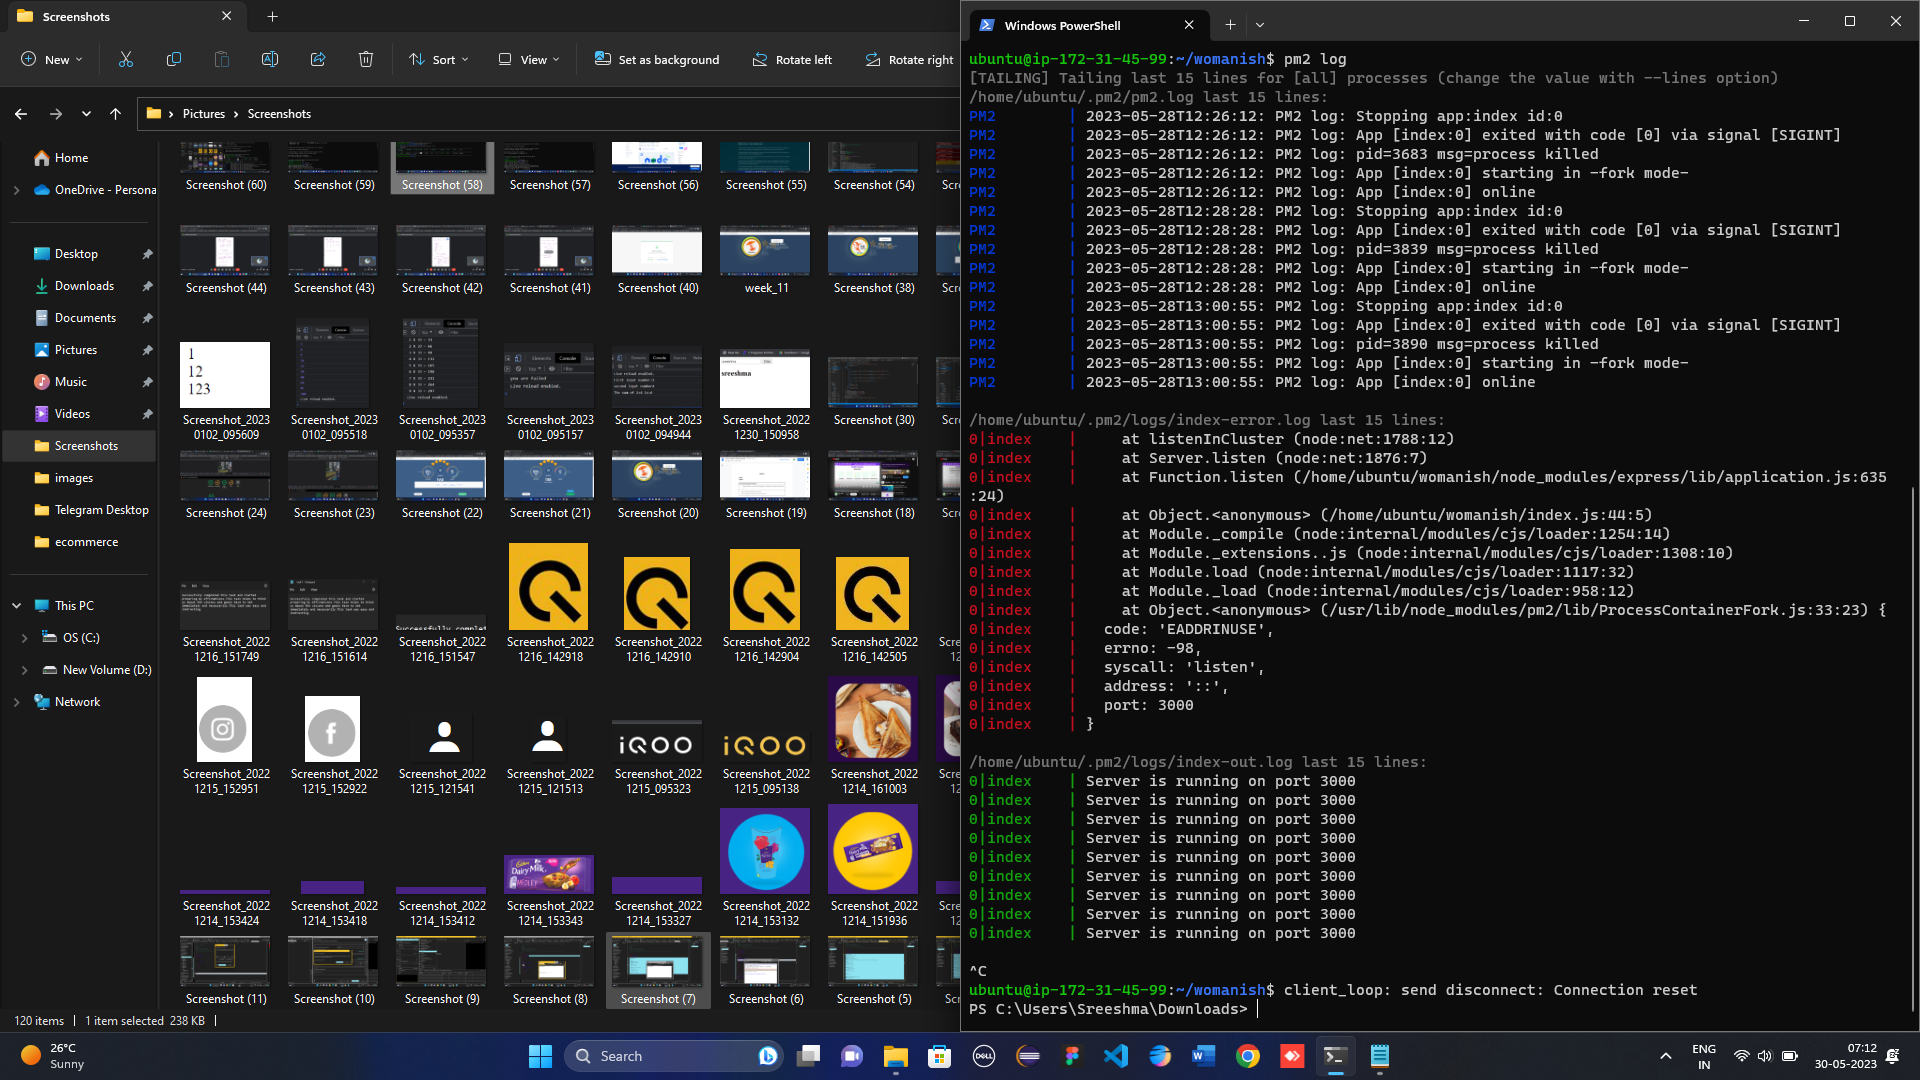 Screenshots
New
Sort
View
Set as background
Rotate left
Rotate right
Pictures
Screenshots
Home
OneDrive - Persona
Desktop
Downloads
Documents
Pictures
Music
Videos
Screenshots
images
Telegram Desktop
ecommerce
This PC
OS (C:)
New Volume (D:)
Network
Screenshot (60)
Screenshot (59)
Screenshot (58)
Screenshot (57)
Screenshot (56)
Screenshot (55)
Screenshot (54)
Screenshot (44)
Screenshot (43)
Screenshot (42)
Screenshot (41)
Screenshot (40)
week_11
Screenshot (38)
1
12
123
sreeshma
Screenshot_2023
0102_095609
Screenshot_2023
0102_095518
Screenshot_2023
0102_095357
Screenshot_2023
0102_095157
Screenshot_2023
0102_094944
Screenshot_2022
1230_150958
Screenshot (30)
Screenshot (24)
Screenshot (23)
Screenshot (22)
Screenshot (21)
Screenshot (20)
Screenshot (19)
Screenshot (18)
Screenshot_2022
1216_151749
Screenshot_2022
1216_151614
Screenshot_2022
1216_151547
Screenshot_2022
1216_142918
Screenshot_2022
1216_142910
Screenshot_2022
1216_142904
Screenshot_2022
1216_142505
iQOO
iQOO
Screenshot_2022
1215_152951
Screenshot_2022
1215_152922
Screenshot_2022
1215_121541
Screenshot_2022
1215_121513
Screenshot_2022
1215_095323
Screenshot_2022
1215_095138
Screenshot_2022
1214_161003
Dairy Milk
Screenshot_2022
1214_153424
Screenshot_2022
1214_153418
Screenshot_2022
1214_153412
Screenshot_2022
1214_153343
Screenshot_2022
1214_153327
Screenshot_2022
1214_153132
Screenshot_2022
1214_151936
Screenshot (11)
Screenshot (10)
Screenshot (9)
Screenshot (8)
Screenshot (7)
Screenshot (6)
Screenshot (5)
120 items
1 item selected 238 KB
Windows PowerShell
ubuntu@ip-172-31-45-99:~/womanish$ pm2 log
[TAILING] Tailing last 15 lines for [all] processes (change the value with --lines option)
/home/ubuntu/.pm2/pm2.log last 15 lines:
PM2 | 2023-05-28T12:26:12: PM2 log: Stopping app:index id:0
PM2 | 2023-05-28T12:26:12: PM2 log: App [index:0] exited with code [0] via signal [SIGINT]
PM2 | 2023-05-28T12:26:12: PM2 log: pid=3683 msg=process killed
PM2 | 2023-05-28T12:26:12: PM2 log: App [index:0] starting in -fork mode-
PM2 | 2023-05-28T12:26:12: PM2 log: App [index:0] online
PM2 | 2023-05-28T12:28:28: PM2 log: Stopping app:index id:0
PM2 | 2023-05-28T12:28:28: PM2 log: App [index:0] exited with code [0] via signal [SIGINT]
PM2 | 2023-05-28T12:28:28: PM2 log: pid=3839 msg=process killed
PM2 | 2023-05-28T12:28:28: PM2 log: App [index:0] starting in -fork mode-
PM2 | 2023-05-28T12:28:28: PM2 log: App [index:0] online
PM2 | 2023-05-28T13:00:55: PM2 log: Stopping app:index id:0
PM2 | 2023-05-28T13:00:55: PM2 log: App [index:0] exited with code [0] via signal [SIGINT]
PM2 | 2023-05-28T13:00:55: PM2 log: pid=3890 msg=process killed
PM2 | 2023-05-28T13:00:55: PM2 log: App [index:0] starting in -fork mode-
PM2 | 2023-05-28T13:00:55: PM2 log: App [index:0] online
/home/ubuntu/.pm2/logs/index-error.log last 15 lines:
0|index | at listenInCluster (node:net:1788:12)
0|index | at Server.listen (node:net:1876:7)
0|index | at Function.listen (/home/ubuntu/womanish/node_modules/express/lib/application.js:635
:24)
0|index | at Object.<anonymous> (/home/ubuntu/womanish/index.js:44:5)
0|index | at Module._compile (node:internal/modules/cjs/loader:1254:14)
0|index | at Module._extensions..js (node:internal/modules/cjs/loader:1308:10)
0|index | at Module.load (node:internal/modules/cjs/loader:1117:32)
0|index | at Module._load (node:internal/modules/cjs/loader:958:12)
0|index | at Object.<anonymous> (/usr/lib/node_modules/pm2/lib/ProcessContainerFork.js:33:23) {
0|index | code: 'EADDRINUSE',
0|index | errno: -98,
0|index | syscall: 'listen',
0|index | address: '::',
0|index | port: 3000
0|index | }
/home/ubuntu/.pm2/logs/index-out.log last 15 lines:
0|index | Server is running on port 3000
0|index | Server is running on port 3000
0|index | Server is running on port 3000
0|index | Server is running on port 3000
0|index | Server is running on port 3000
0|index | Server is running on port 3000
0|index | Server is running on port 3000
0|index | Server is running on port 3000
0|index | Server is running on port 3000
^C
ubuntu@ip-172-31-45-99:~/womanish$ client_loop: send disconnect: Connection reset
PS C:\Users\Sreeshma\Downloads>
26°C
Sunny
Search
DELL
ENG
IN
07:12
30-05-2023